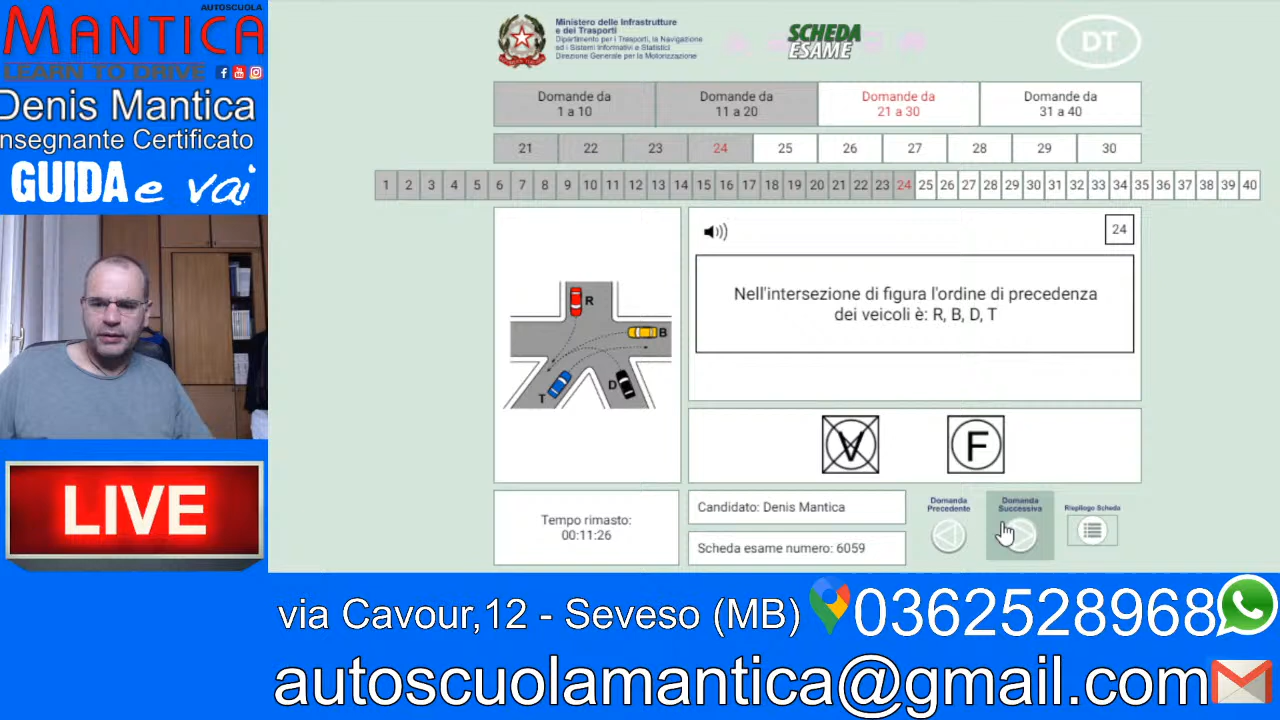 AUTOSCUOLA
MANTICA
LEARN TO DRIVE
Denis Mantica
nsegnante Certificato
GUIDA e vai
LIVE
Ministero delle Infrastrutture
e dei Trasporti
Dipartimento per i Trasporti, la Navigazione
ed i Sistemi Informativi e Statistici
Direzione Generale per la Motorizzazione
SCHEDA
ESAME
DT
Domande da
1 a 10
Domande da
11 a 20
Domande da
21 a 30
Domande da
31 a 40
21 22 23 24 25 26 27 28 29 30
1 2 3 4 5 6 7 8 9 10 11 12 13 14 15 16 17 18 19 20 21 22 23 24 25 26 27 28 29 30 31 32 33 34 35 36 37 38 39 40
24
Nell'intersezione di figura l'ordine di precedenza
dei veicoli è: R, B, D, T
R
B
D
T
V
F
Tempo rimasto:
00:11:26
Candidato: Denis Mantica
Scheda esame numero: 6059
Domanda
Precedente
Domanda
Successiva
Riepilogo Scheda
via Cavour,12 - Seveso (MB) 0362528968
autoscuolamantica@gmail.com